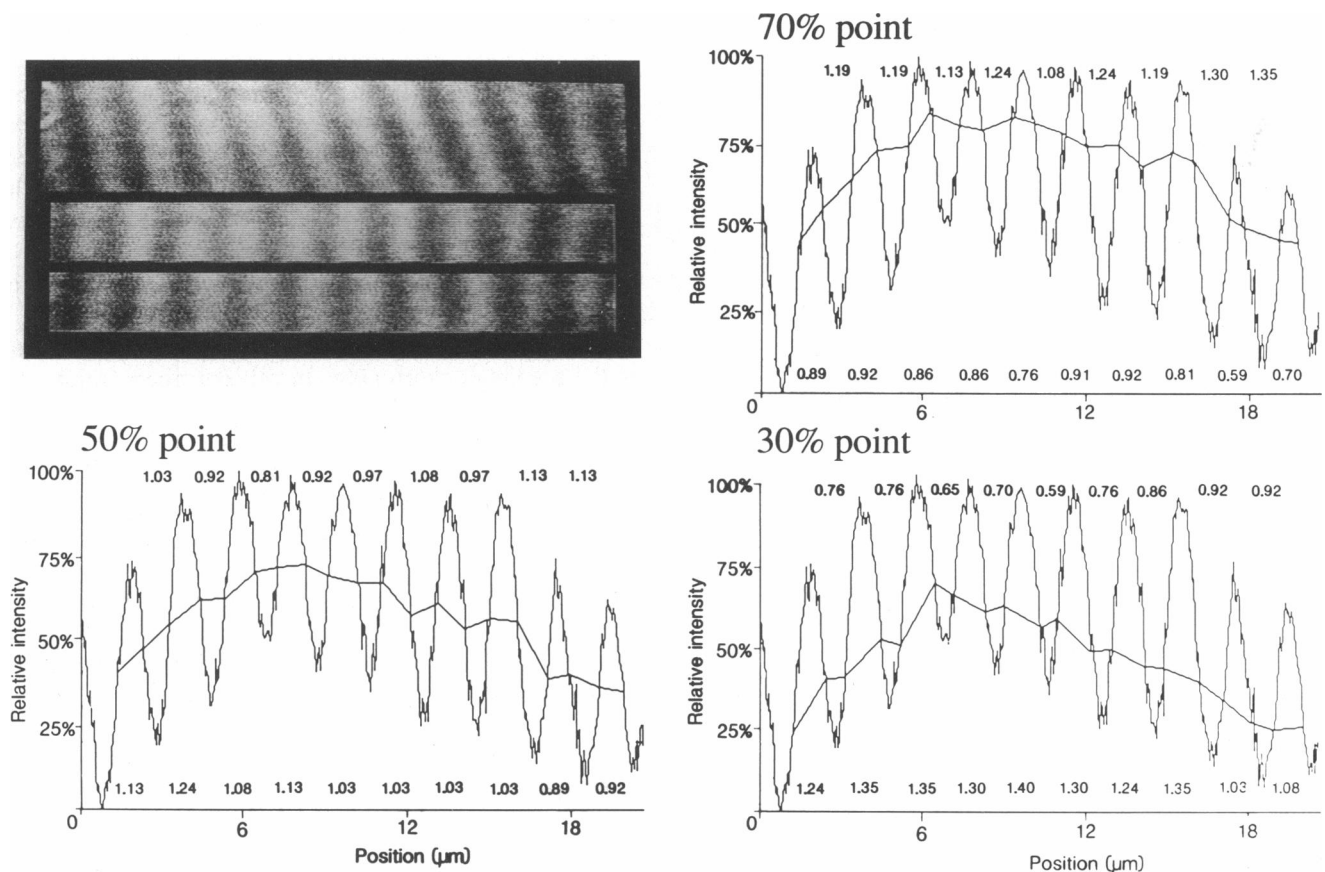 70% point
100%
75%
50%
25%
Relative intensity
1.19 1.19 1.13 1.24 1.08 1.24 1.19 1.30 1.35
0.89 0.92 0.86 0.86 0.76 0.91 0.92 0.81 0.59 0.70
0 6 12 18
50% point
100%
75%
50%
25%
Relative intensity
1.03 0.92 0.81 0.92 0.97 1.08 0.97 1.13 1.13
1.13 1.24 1.08 1.13 1.03 1.03 1.03 1.03 0.89 0.92
0 6 12 18
Position (μm)
30% point
100%
75%
50%
25%
Relative intensity
0.76 0.76 0.65 0.70 0.59 0.76 0.86 0.92 0.92
1.24 1.35 1.35 1.30 1.40 1.30 1.24 1.35 1.03 1.08
0 6 12 18
Position (μm)